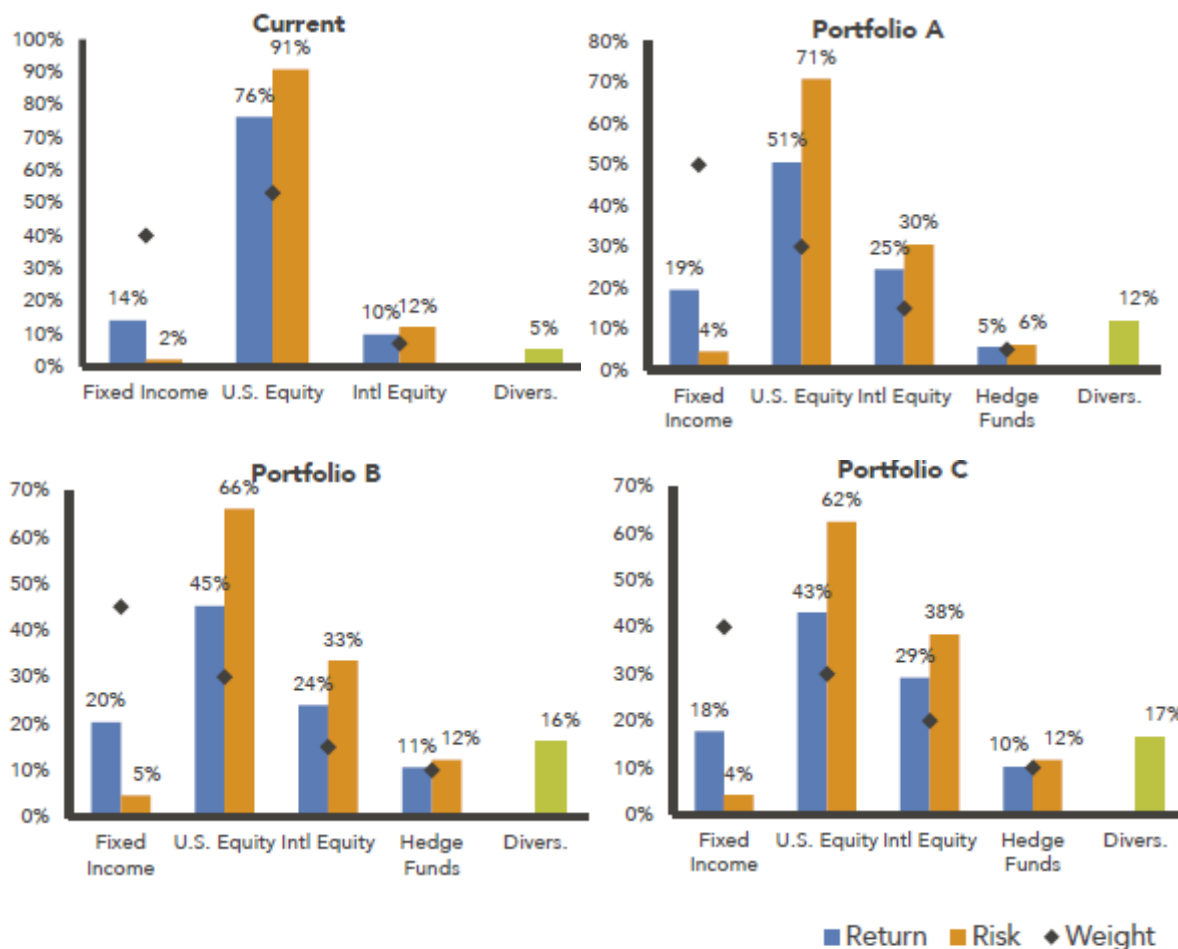 Current
100%
90%
80%
70%
60%
50%
40%
30%
20%
10%
0%
14%
2%
76%
91%
10%
12%
5%
Fixed Income
U.S. Equity
Intl Equity
Divers.
Portfolio A
80%
70%
60%
50%
40%
30%
20%
10%
0%
19%
4%
51%
71%
25%
30%
5%
6%
12%
Fixed
Income
U.S. Equity
Intl Equity
Hedge
Funds
Divers.
Portfolio B
70%
60%
50%
40%
30%
20%
10%
0%
20%
5%
45%
66%
24%
33%
11%
12%
16%
Fixed
Income
U.S. Equity
Intl Equity
Hedge
Funds
Divers.
Portfolio C
70%
60%
50%
40%
30%
20%
10%
0%
18%
4%
43%
62%
29%
38%
10%
12%
17%
Fixed
Income
U.S. Equity
Intl Equity
Hedge
Funds
Divers.
Return
Risk
Weight